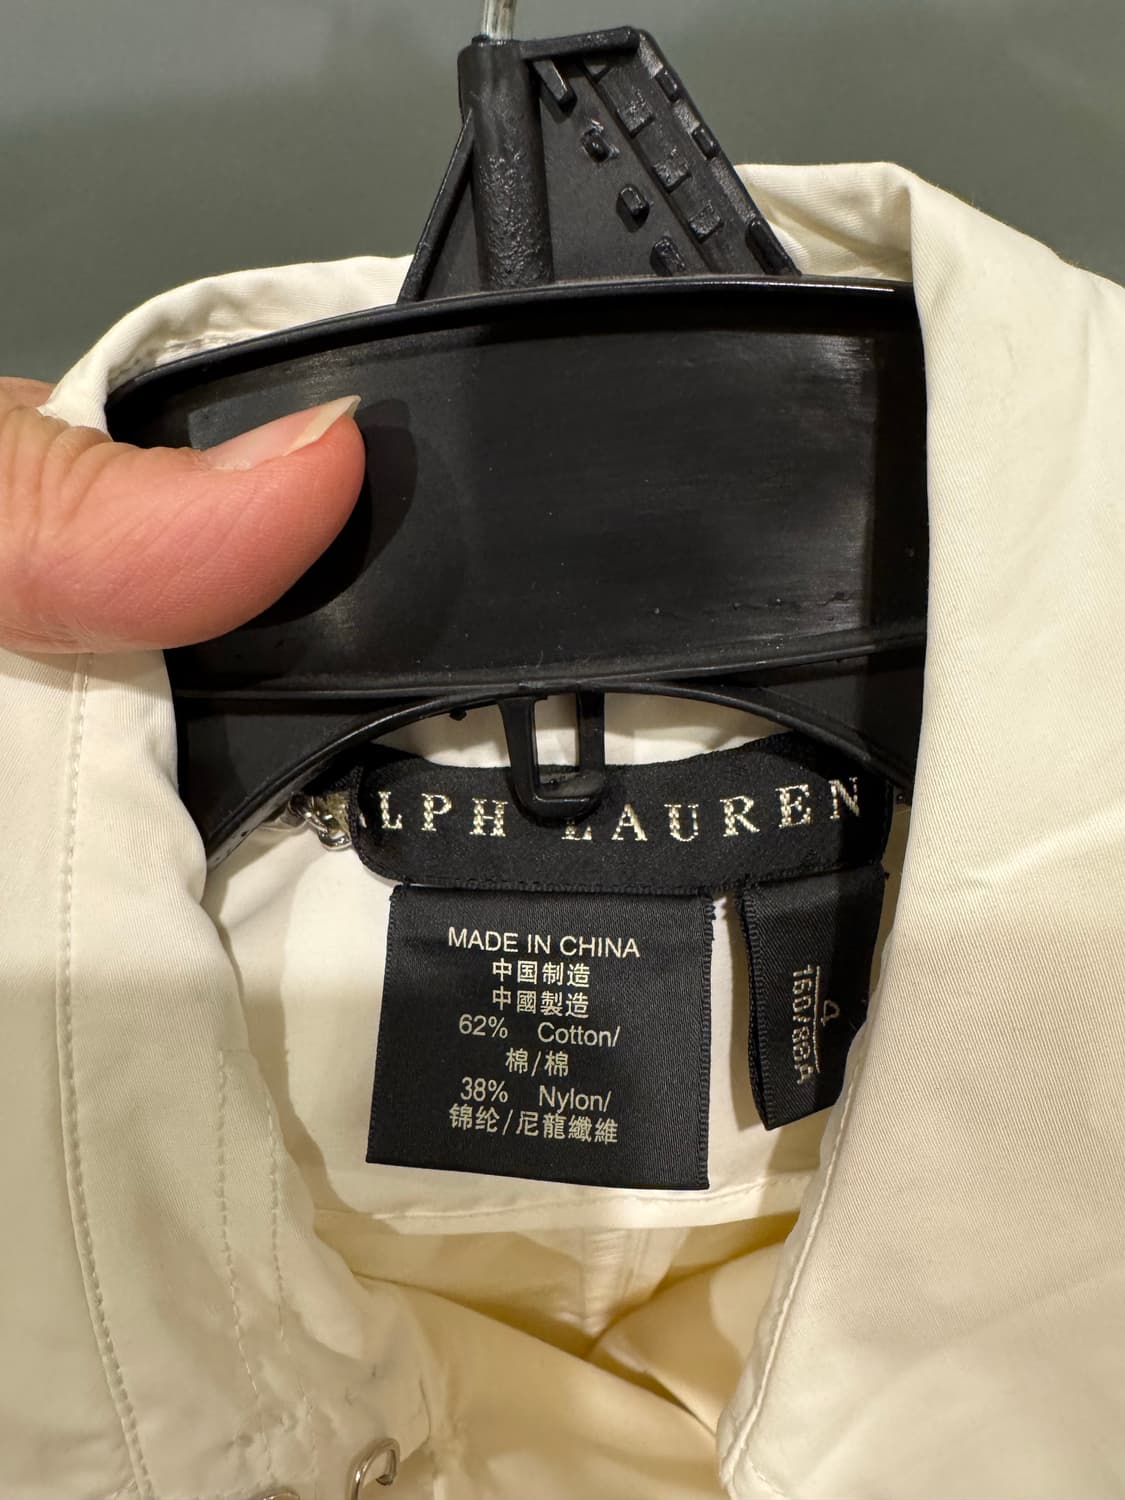 ALPH LAUREN
MADE IN CHINA
中国制造
中國製造
62% Cotton/
棉/棉
38% Nylon/
锦纶/尼龍纖維
4
160/88A